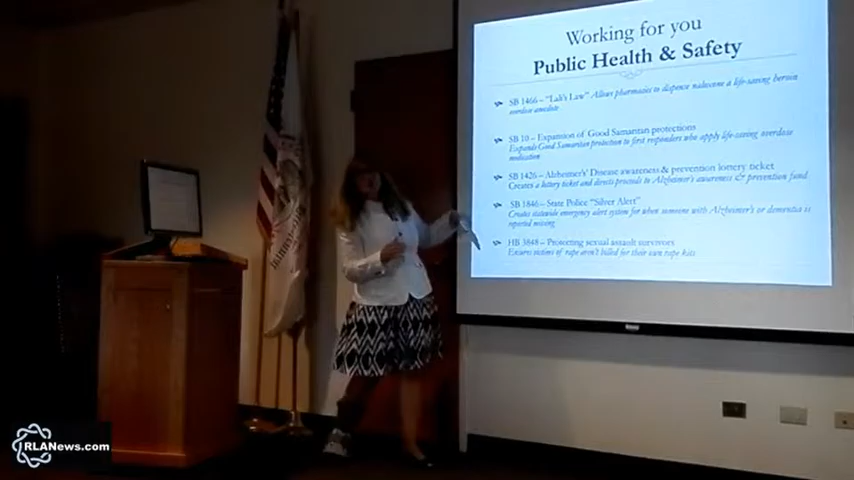 Working for you
Public Health & Safety
SB 1466 – "Lali's Law" Allows pharmacies to dispense naloxone a life-saving heroin
overdose antidote
SB 10 – Expansion of Good Samaritan protections
Expands Good Samaritan protection to first responders who apply life-saving overdose
medication
SB 1426 – Alzheimer's Disease awareness & prevention lottery ticket
Creates a lottery ticket and directs proceeds to Alzheimer's awareness & prevention fund
SB 1846 – State Police "Silver Alert"
Creates statewide emergency alert system for when someone with Alzheimer's or dementia is
reported missing
HB 3848 – Protecting sexual assault survivors
Ensures victims of rape aren't billed for their own rape kits
IRLANews.com